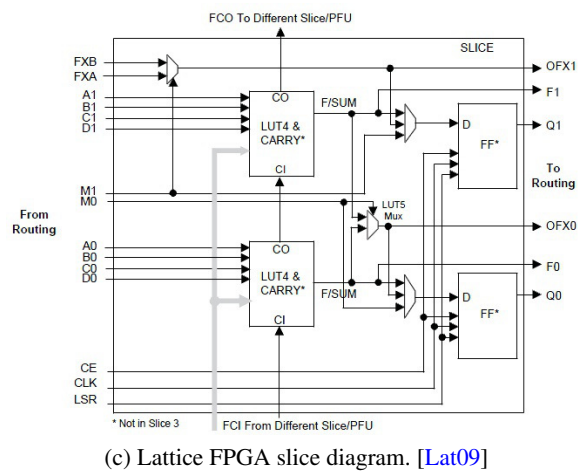 FCO To Different Slice/PFU
SLICE
FXB
FXA
OFX1
A1
B1
C1
D1
CO
F/SUM
F1
LUT4 &
CARRY*
D
FF*
Q1
CI
To
Routing
M1
M0
From
Routing
LUT5
Mux
OFX0
A0
B0
C0
D0
CO
LUT4 &
CARRY*
F/SUM
F0
D
Q0
FF*
CI
CE
CLK
LSR
* Not in Slice 3
FCI From Different Slice/PFU
(c) Lattice FPGA slice diagram. [Lat09]